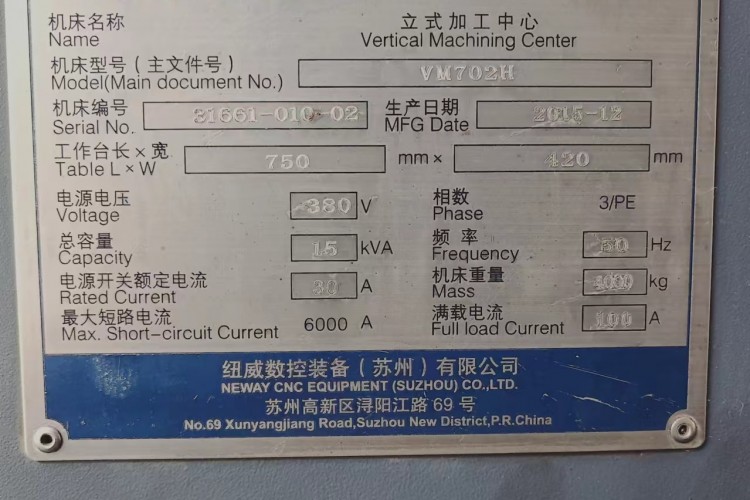 机床名称 立式加工中心
Name Vertical Machining Center
机床型号(主文件号)
Model(Main document No.) VM702H
机床编号 31661-010-02 生产日期 2015-12
Serial No. MFG Date
工作台长×宽 750 mm× 420 mm
Table L×W
电源电压 380 V 相数 3/PE
Voltage Phase
总容量 15 kVA 频 率 Hz
Capacity Frequency
电源开关额定电流 A 机床重量 kg
Rated Current Mass
最大短路电流 6000 A 满载电流 A
Max. Short-circuit Current Full load Current
纽威数控装备(苏州)有限公司
NEWAY CNC EQUIPMENT (SUZHOU) CO.,LTD.
苏州高新区浔阳江路 69 号
No.69 Xunyangjiang Road,Suzhou New District,P.R.China